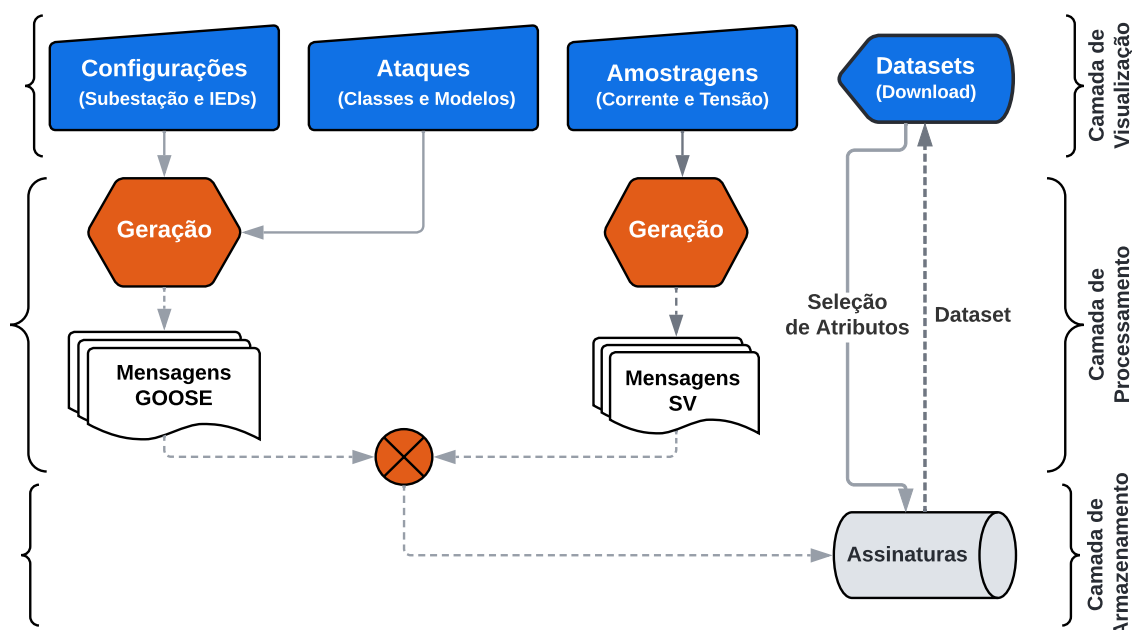 Configurações
(Subestação e IEDs)
Ataques
(Classes e Modelos)
Amostragens
(Corrente e Tensão)
Datasets
(Download)
Camada de
Visualização
Geração
Geração
Mensagens
GOOSE
Mensagens
SV
Seleção
de Atributos
Dataset
Camada de
Processamento
Assinaturas
Camada de
Armazenamento